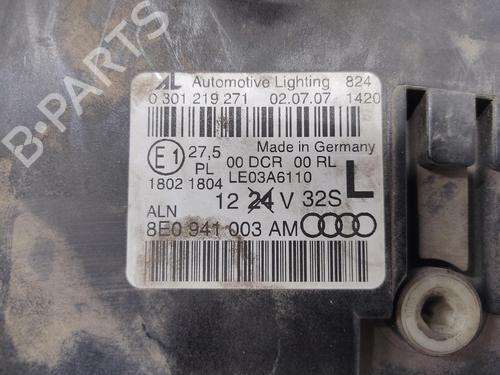 AL Automotive Lighting 824
0 301 219 271 02.07.07 1420
Made in Germany
E1 27,5 00 DCR 00 RL
PL LE03A6110
1802 1804
12 24 V 32S L
ALN
8E0 941 003 AM
B-PARTS